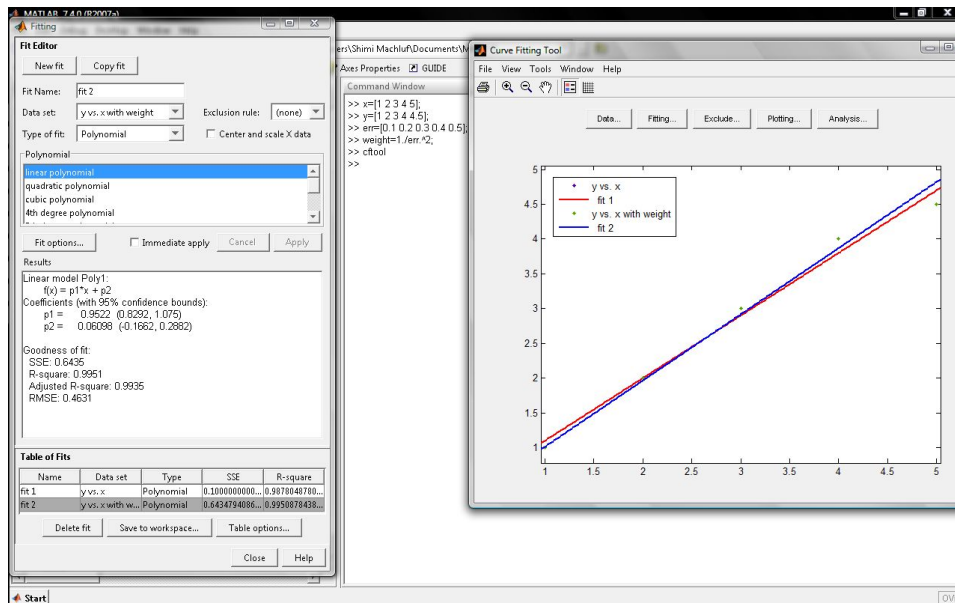 MATLAB 7.4.0 (R2007a)
Fitting
Fit Editor
New fit
Copy fit
Fit Name:
fit 2
Data set:
y vs. x with weight
Exclusion rule:
(none)
Type of fit:
Polynomial
Center and scale X data
Polynomial
linear polynomial
quadratic polynomial
cubic polynomial
4th degree polynomial
Fit options...
Immediate apply
Cancel
Apply
Results
Linear model Poly1:
f(x) = p1*x + p2
Coefficients (with 95% confidence bounds):
p1 = 0.9522 (0.8292, 1.075)
p2 = 0.06098 (-0.1662, 0.2882)
Goodness of fit:
SSE: 0.6435
R-square: 0.9951
Adjusted R-square: 0.9935
RMSE: 0.4631
Table of Fits
Name Data set Type SSE R-square
fit 1 y vs. x Polynomial 0.1000000000... 0.9878048780...
fit 2 y vs. x with w... Polynomial 0.6434794086... 0.9950878438...
Delete fit
Save to workspace...
Table options...
Close
Help
Start
ers\Shimi Machluf\Documents\M
Axes Properties
GUIDE
Command Window
>> x=[1 2 3 4 5];
>> y=[1 2 3 4 4.5];
>> err=[0.1 0.2 0.3 0.4 0.5];
>> weight=1./err.^2;
>> cftool
>>
Curve Fitting Tool
File View Tools Window Help
Data...
Fitting...
Exclude...
Plotting...
Analysis...
y vs. x
fit 1
y vs. x with weight
fit 2
5
4.5
4
3.5
3
2.5
2
1.5
1
1 1.5 2 2.5 3 3.5 4 4.5 5